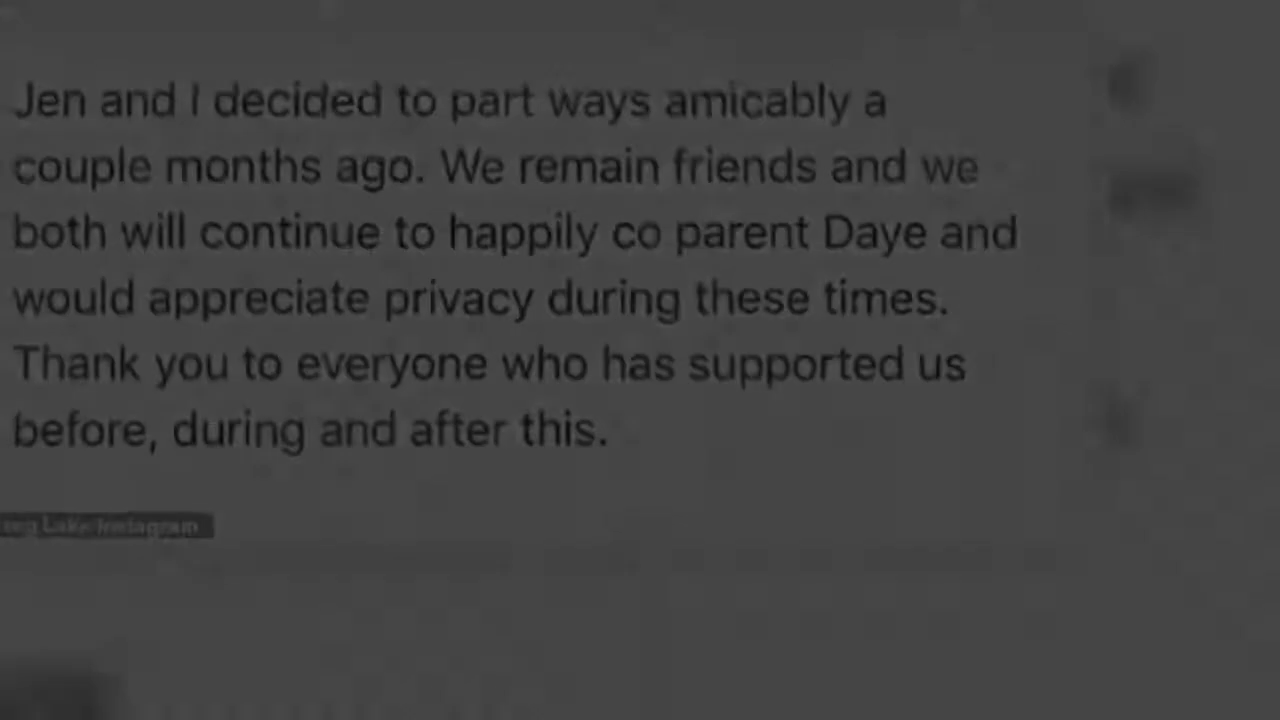 Jen and I decided to part ways amicably a
couple months ago. We remain friends and we
both will continue to happily co parent Daye and
would appreciate privacy during these times.
Thank you to everyone who has supported us
before, during and after this.
Lake/Instagram